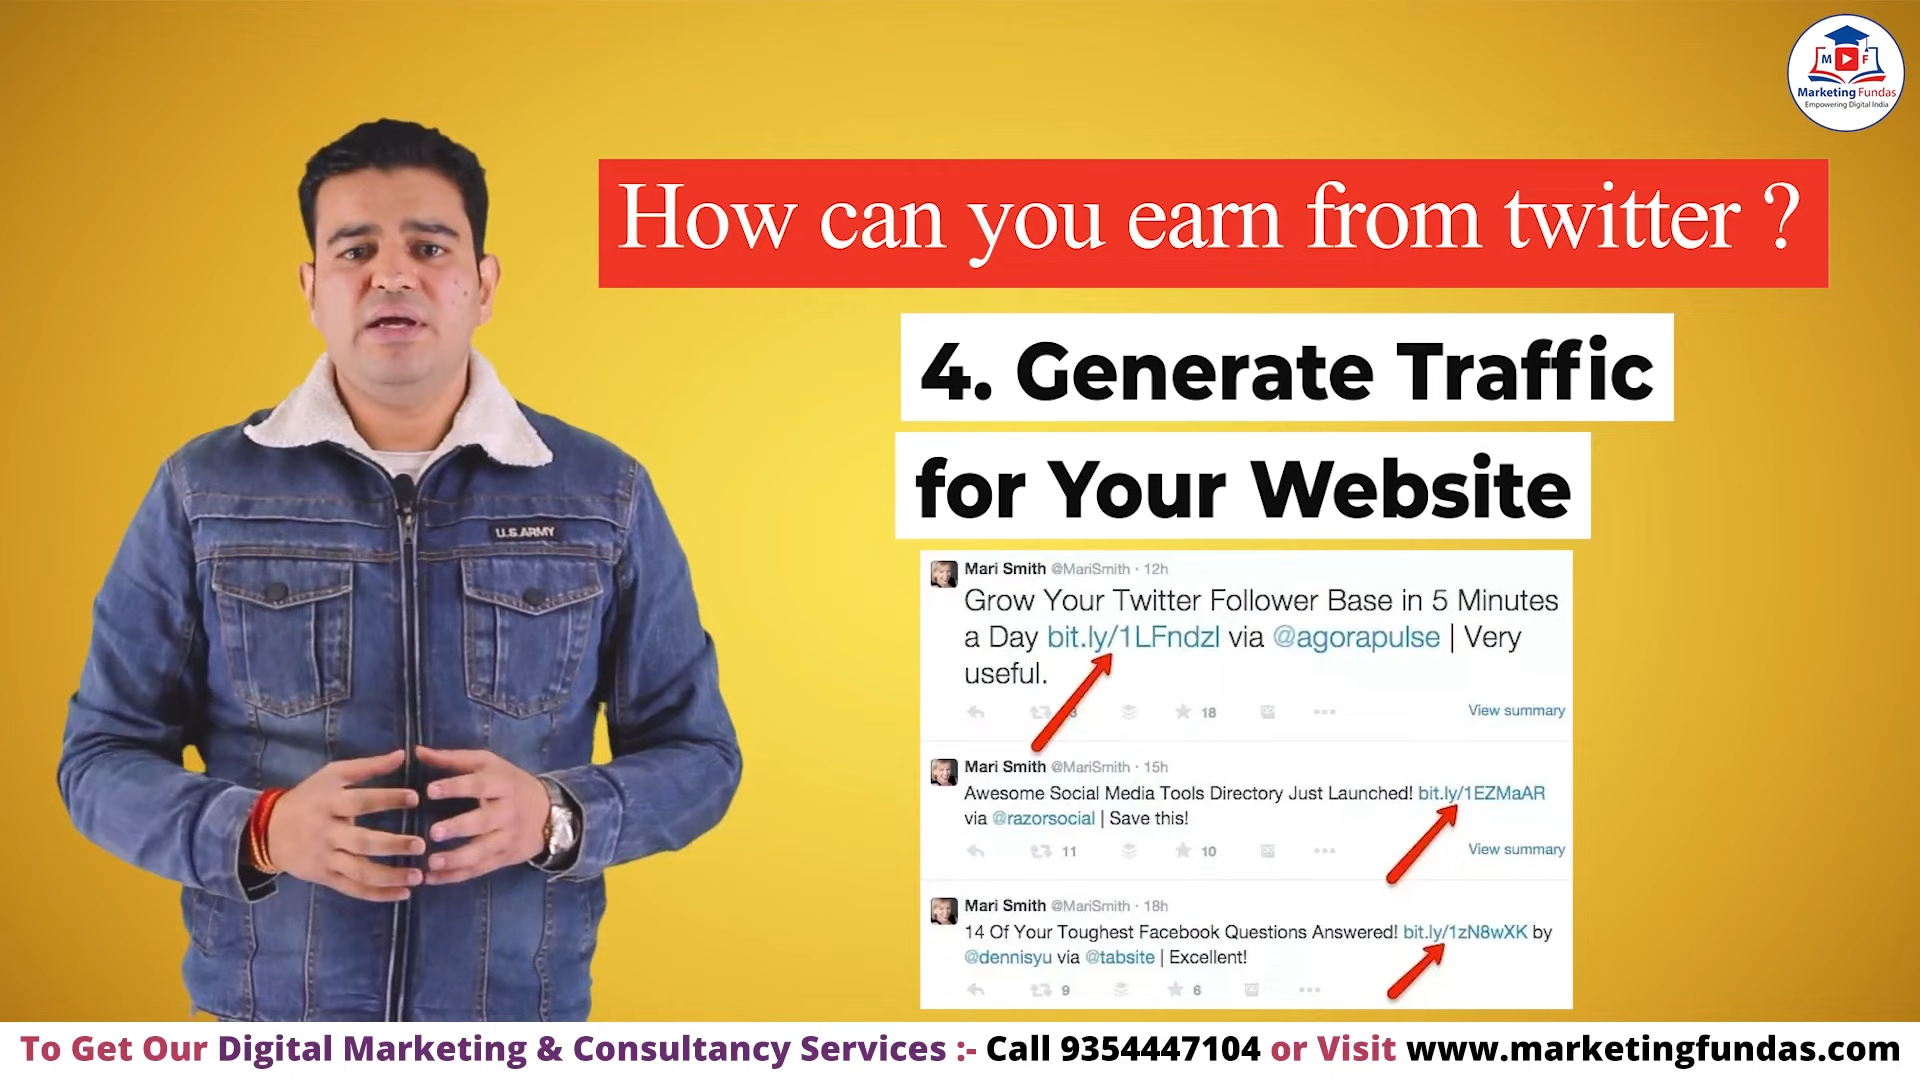 M F
Marketing Fundas
Empowering Digital India
How can you earn from twitter ?
4. Generate Traffic
for Your Website
U.S.ARMY
Mari Smith @MariSmith · 12h
Grow Your Twitter Follower Base in 5 Minutes
a Day bit.ly/1LFndzl via @agorapulse | Very
useful.
18
View summary
Mari Smith @MariSmith · 15h
Awesome Social Media Tools Directory Just Launched! bit.ly/1EZMaAR
via @razorsocial | Save this!
11 10
View summary
Mari Smith @MariSmith · 18h
14 Of Your Toughest Facebook Questions Answered! bit.ly/1zN8wXK by
@dennisyu via @tabsite | Excellent!
9 6
To Get Our Digital Marketing & Consultancy Services :- Call 9354447104 or Visit www.marketingfundas.com